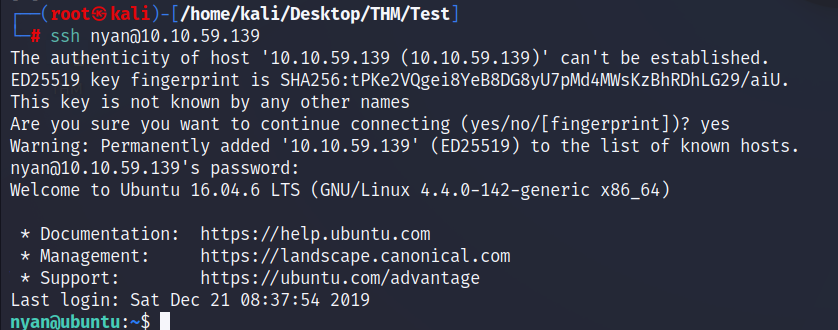 ┌──(root㉿kali)-[/home/kali/Desktop/THM/Test]
└─# ssh nyan@10.10.59.139
The authenticity of host '10.10.59.139 (10.10.59.139)' can't be established.
ED25519 key fingerprint is SHA256:tPKe2VQgei8YeB8DG8yU7pMd4MWsKzBhRDhLG29/aiU.
This key is not known by any other names
Are you sure you want to continue connecting (yes/no/[fingerprint])? yes
Warning: Permanently added '10.10.59.139' (ED25519) to the list of known hosts.
nyan@10.10.59.139's password:
Welcome to Ubuntu 16.04.6 LTS (GNU/Linux 4.4.0-142-generic x86_64)

 * Documentation:  https://help.ubuntu.com
 * Management:     https://landscape.canonical.com
 * Support:        https://ubuntu.com/advantage
Last login: Sat Dec 21 08:37:54 2019
nyan@ubuntu:~$